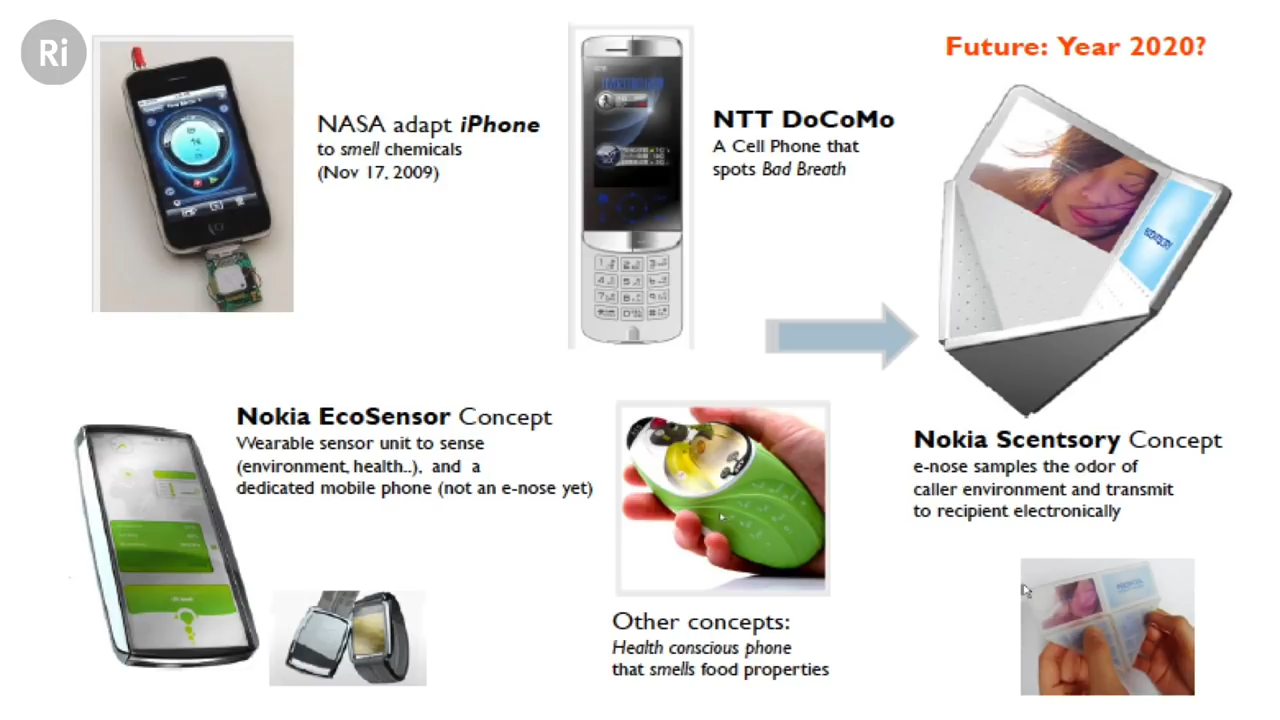 Ri
NASA adapt iPhone
to smell chemicals
(Nov 17, 2009)
NTT DoCoMo
A Cell Phone that
spots Bad Breath
Future: Year 2020?
Nokia EcoSensor Concept
Wearable sensor unit to sense
(environment, health..), and a
dedicated mobile phone (not an e-nose yet)
Other concepts:
Health conscious phone
that smells food properties
Nokia Scentsory Concept
e-nose samples the odor of
caller environment and transmit
to recipient electronically